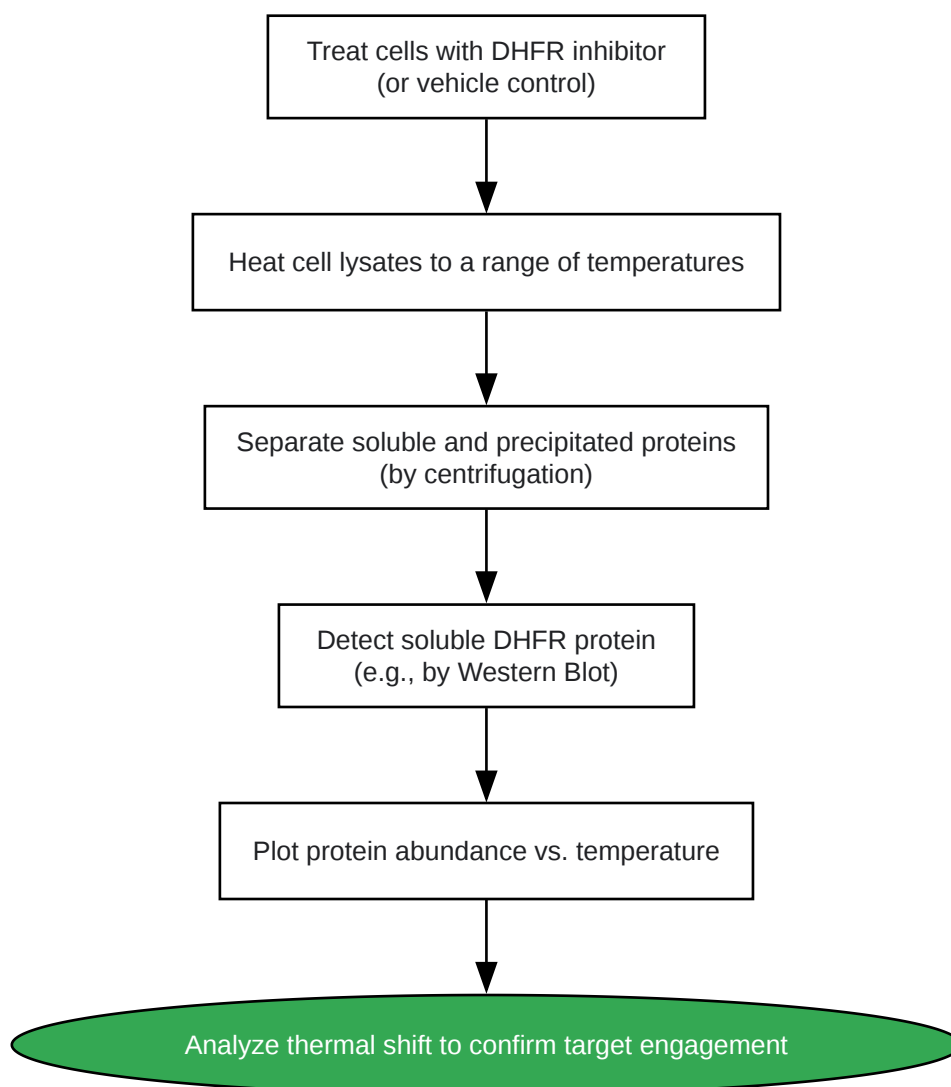 Treat cells with DHFR inhibitor
(or vehicle control)
Heat cell lysates to a range of temperatures
Separate soluble and precipitated proteins
(by centrifugation)
Detect soluble DHFR protein
(e.g., by Western Blot)
Plot protein abundance vs. temperature
Analyze thermal shift to confirm target engagement